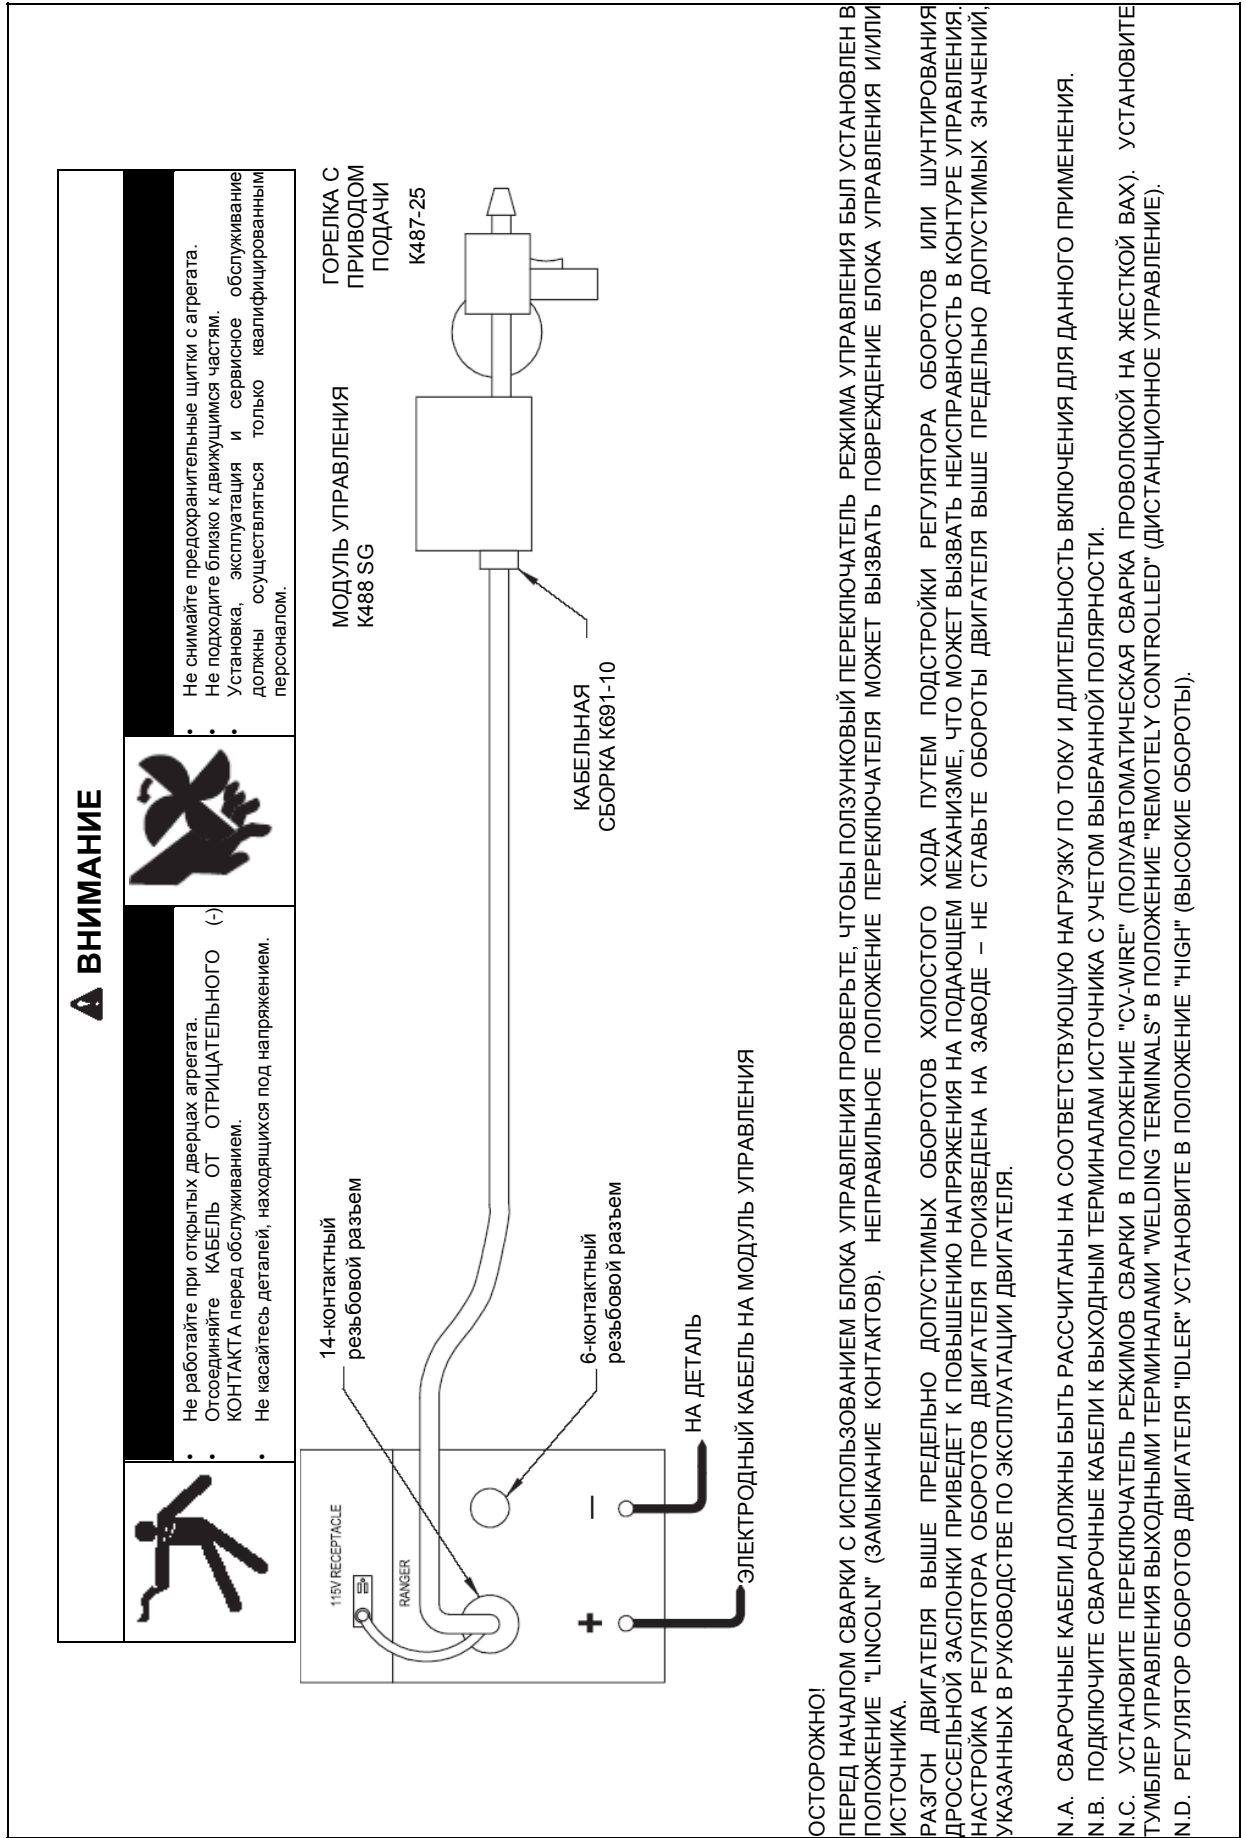 ВНИМАНИЕ
• Не работайте при открытых дверцах агрегата.
• Отсоединяйте КАБЕЛЬ ОТ ОТРИЦАТЕЛЬНОГО (-)
КОНТАКТА перед обслуживанием.
• Не касайтесь деталей, находящихся под напряжением.
• Не снимайте предохранительные щитки с агрегата.
• Не подходите близко к движущимся частям.
• Установка, эксплуатация и сервисное обслуживание
должны осуществляться только квалифицированным
персоналом.
115V RECEPTACLE
RANGER
14-контактный
резьбовой разъем
6-контактный
резьбовой разъем
+
–
НА ДЕТАЛЬ
ЭЛЕКТРОДНЫЙ КАБЕЛЬ НА МОДУЛЬ УПРАВЛЕНИЯ
КАБЕЛЬНАЯ
СБОРКА K691-10
МОДУЛЬ УПРАВЛЕНИЯ
K488 SG
ГОРЕЛКА С
ПРИВОДОМ
ПОДАЧИ
K487-25
ОСТОРОЖНО!
ПЕРЕД НАЧАЛОМ СВАРКИ С ИСПОЛЬЗОВАНИЕМ БЛОКА УПРАВЛЕНИЯ ПРОВЕРЬТЕ, ЧТОБЫ ПОЛЗУНКОВЫЙ ПЕРЕКЛЮЧАТЕЛЬ РЕЖИМА УПРАВЛЕНИЯ БЫЛ УСТАНОВЛЕН В
ПОЛОЖЕНИЕ "LINCOLN" (ЗАМЫКАНИЕ КОНТАКТОВ). НЕПРАВИЛЬНОЕ ПОЛОЖЕНИЕ ПЕРЕКЛЮЧАТЕЛЯ МОЖЕТ ВЫЗВАТЬ ПОВРЕЖДЕНИЕ БЛОКА УПРАВЛЕНИЯ И/ИЛИ
ИСТОЧНИКА.
РАЗГОН ДВИГАТЕЛЯ ВЫШЕ ПРЕДЕЛЬНО ДОПУСТИМЫХ ОБОРОТОВ ХОЛОСТОГО ХОДА ПУТЕМ ПОДСТРОЙКИ РЕГУЛЯТОРА ОБОРОТОВ ИЛИ ШУНТИРОВАНИЯ
ДРОССЕЛЬНОЙ ЗАСЛОНКИ ПРИВЕДЕТ К ПОВЫШЕНИЮ НАПРЯЖЕНИЯ НА ПОДАЮЩЕМ МЕХАНИЗМЕ, ЧТО МОЖЕТ ВЫЗВАТЬ НЕИСПРАВНОСТЬ В КОНТУРЕ УПРАВЛЕНИЯ.
НАСТРОЙКА РЕГУЛЯТОРА ОБОРОТОВ ДВИГАТЕЛЯ ПРОИЗВЕДЕНА НА ЗАВОДЕ – НЕ СТАВЬТЕ ОБОРОТЫ ДВИГАТЕЛЯ ВЫШЕ ПРЕДЕЛЬНО ДОПУСТИМЫХ ЗНАЧЕНИЙ,
УКАЗАННЫХ В РУКОВОДСТВЕ ПО ЭКСПЛУАТАЦИИ ДВИГАТЕЛЯ.
N.A. СВАРОЧНЫЕ КАБЕЛИ ДОЛЖНЫ БЫТЬ РАССЧИТАНЫ НА СООТВЕТСТВУЮЩУЮ НАГРУЗКУ ПО ТОКУ И ДЛИТЕЛЬНОСТЬ ВКЛЮЧЕНИЯ ДЛЯ ДАННОГО ПРИМЕНЕНИЯ.
N.B. ПОДКЛЮЧИТЕ СВАРОЧНЫЕ КАБЕЛИ К ВЫХОДНЫМ ТЕРМИНАЛАМ ИСТОЧНИКА С УЧЕТОМ ВЫБРАННОЙ ПОЛЯРНОСТИ.
N.C. УСТАНОВИТЕ ПЕРЕКЛЮЧАТЕЛЬ РЕЖИМОВ СВАРКИ В ПОЛОЖЕНИЕ "CV-WIRE" (ПОЛУАВТОМАТИЧЕСКАЯ СВАРКА ПРОВОЛОКОЙ НА ЖЕСТКОЙ ВАХ). УСТАНОВИТЕ
ТУМБЛЕР УПРАВЛЕНИЯ ВЫХОДНЫМИ ТЕРМИНАЛАМИ "WELDING TERMINALS" В ПОЛОЖЕНИЕ "REMOTELY CONTROLLED" (ДИСТАНЦИОННОЕ УПРАВЛЕНИЕ).
N.D. РЕГУЛЯТОР ОБОРОТОВ ДВИГАТЕЛЯ "IDLER" УСТАНОВИТЕ В ПОЛОЖЕНИЕ "HIGH" (ВЫСОКИЕ ОБОРОТЫ).